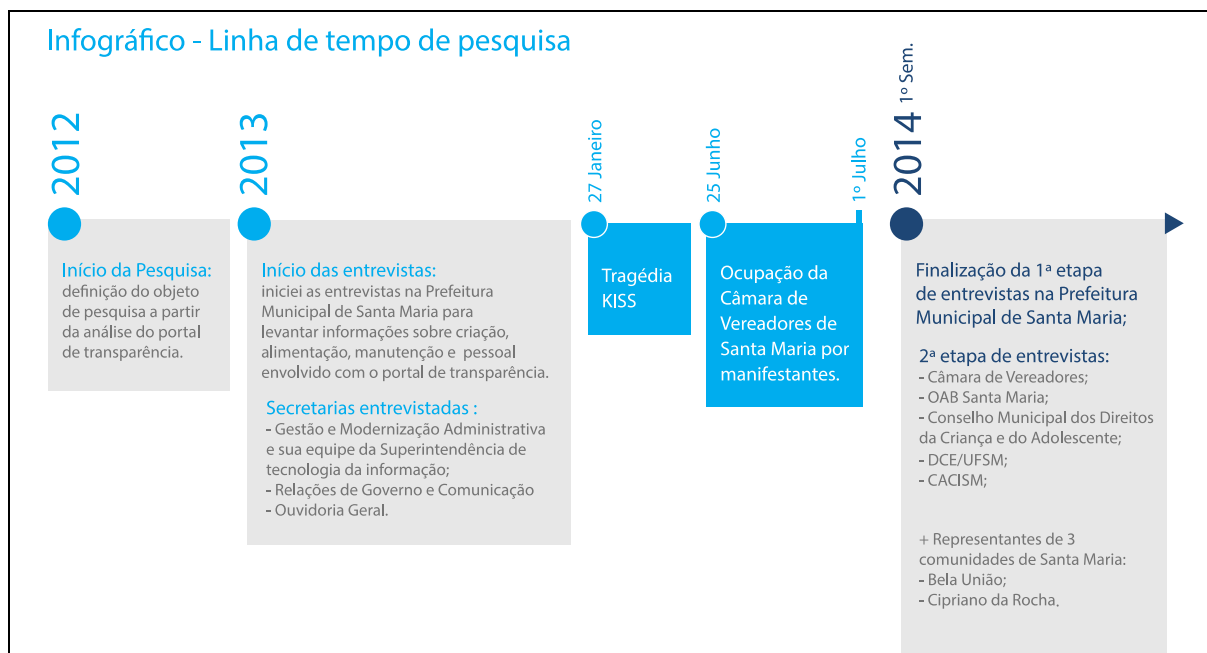 Infográfico - Linha de tempo de pesquisa
2012
Início da Pesquisa:
definição do objeto
de pesquisa a partir
da análise do portal
de transparência.
2013
Início das entrevistas:
iniciei as entrevistas na Prefeitura
Municipal de Santa Maria para
levantar informações sobre criação,
alimentação, manutenção e pessoal
envolvido com o portal de transparência.
Secretarias entrevistadas :
- Gestão e Modernização Administrativa
e sua equipe da Superintendência de
tecnologia da informação;
- Relações de Governo e Comunicação
- Ouvidoria Geral.
27 Janeiro
Tragédia
KISS
25 Junho
1º Julho
Ocupação da
Câmara de
Vereadores de
Santa Maria por
manifestantes.
2014 1º Sem.
Finalização da 1ª etapa
de entrevistas na Prefeitura
Municipal de Santa Maria;
2ª etapa de entrevistas:
- Câmara de Vereadores;
- OAB Santa Maria;
- Conselho Municipal dos Direitos
da Criança e do Adolescente;
- DCE/UFSM;
- CACISM;
+ Representantes de 3
comunidades de Santa Maria:
- Bela União;
- Cipriano da Rocha.